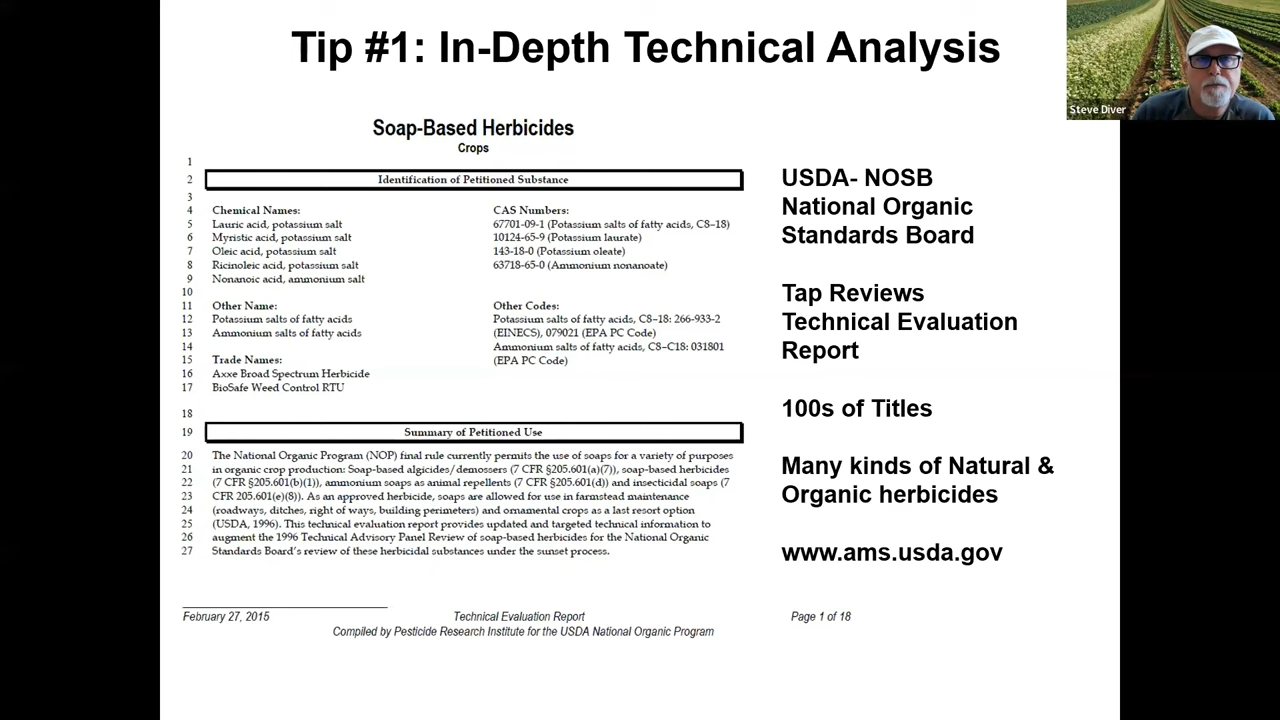 Tip #1: In-Depth Technical Analysis
Steve Diver
Soap-Based Herbicides
Crops
1
2 Identification of Petitioned Substance
3
4 Chemical Names: CAS Numbers:
5 Lauric acid, potassium salt 67701-09-1 (Potassium salts of fatty acids, C8-18)
6 Myristic acid, potassium salt 10124-65-9 (Potassium laurate)
7 Oleic acid, potassium salt 143-18-0 (Potassium oleate)
8 Ricinoleic acid, potassium salt 63718-65-0 (Ammonium nonanoate)
9 Nonanoic acid, ammonium salt
10
11 Other Name: Other Codes:
12 Potassium salts of fatty acids Potassium salts of fatty acids, C8–18: 266-933-2
13 Ammonium salts of fatty acids (EINECS), 079021 (EPA PC Code)
14 Ammonium salts of fatty acids, C8–C18: 031801
15 Trade Names: (EPA PC Code)
16 Axxe Broad Spectrum Herbicide
17 BioSafe Weed Control RTU
18
19 Summary of Petitioned Use
20 The National Organic Program (NOP) final rule currently permits the use of soaps for a variety of purposes
21 in organic crop production: Soap-based algicides/demossers (7 CFR §205.601(a)(7)), soap-based herbicides
22 (7 CFR §205.601(b)(1)), ammonium soaps as animal repellents (7 CFR §205.601(d)) and insecticidal soaps (7
23 CFR 205.601(e)(8)). As an approved herbicide, soaps are allowed for use in farmstead maintenance
24 (roadways, ditches, right of ways, building perimeters) and ornamental crops as a last resort option
25 (USDA, 1996). This technical evaluation report provides updated and targeted technical information to
26 augment the 1996 Technical Advisory Panel Review of soap-based herbicides for the National Organic
27 Standards Board's review of these herbicidal substances under the sunset process.
February 27, 2015 Technical Evaluation Report Page 1 of 18
Compiled by Pesticide Research Institute for the USDA National Organic Program
USDA- NOSB
National Organic
Standards Board
Tap Reviews
Technical Evaluation
Report
100s of Titles
Many kinds of Natural &
Organic herbicides
www.ams.usda.gov